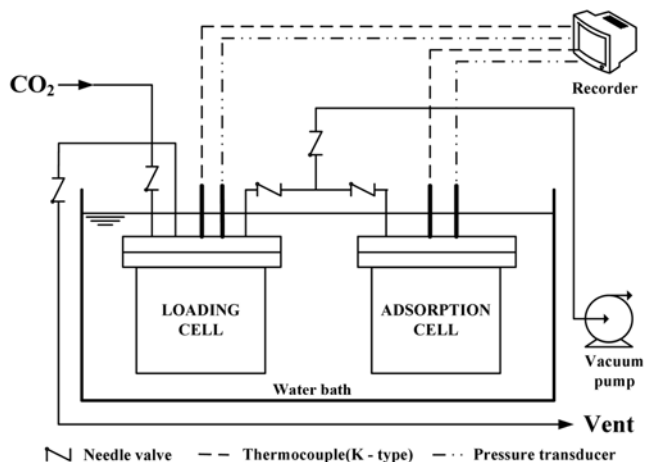 CO₂
Recorder
LOADING
CELL
ADSORPTION
CELL
Vacuum
pump
Water bath
Vent
Needle valve
Thermocouple(K - type)
Pressure transducer